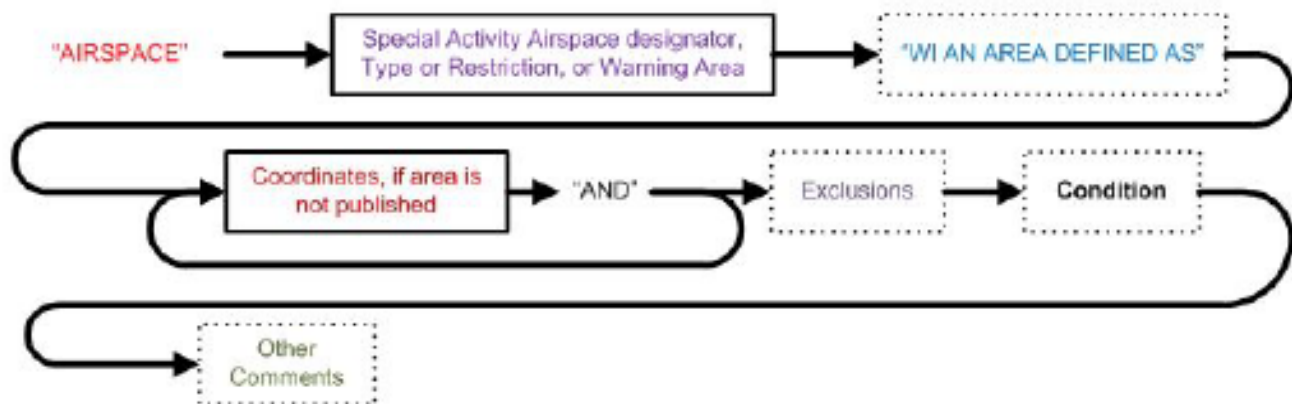 "AIRSPACE"
Special Activity Airspace designator,
Type or Restriction, or Warning Area
"WI AN AREA DEFINED AS"
Coordinates, if area is
not published
"AND"
Exclusions
Condition
Other
Comments